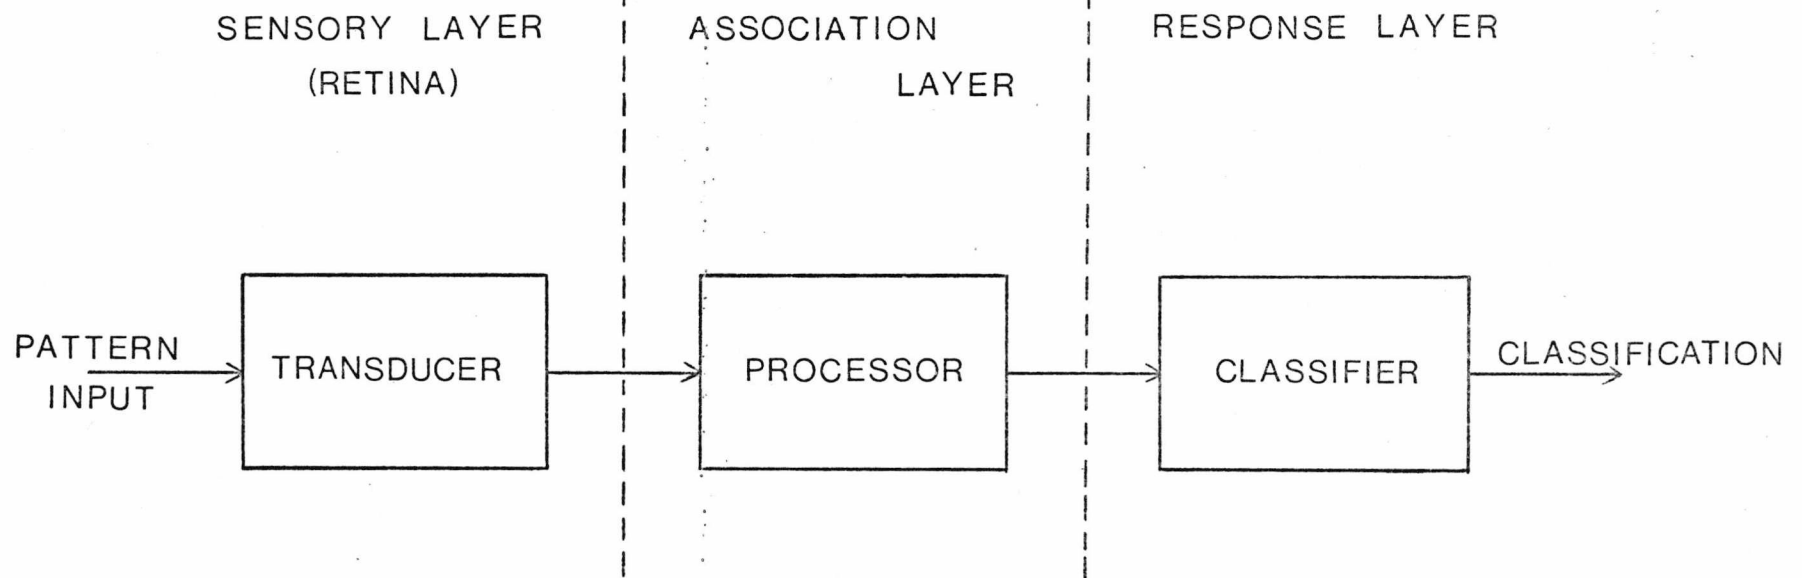 SENSORY LAYER
(RETINA)
ASSOCIATION
LAYER
RESPONSE LAYER
PATTERN
INPUT
TRANSDUCER
PROCESSOR
CLASSIFIER
CLASSIFICATION